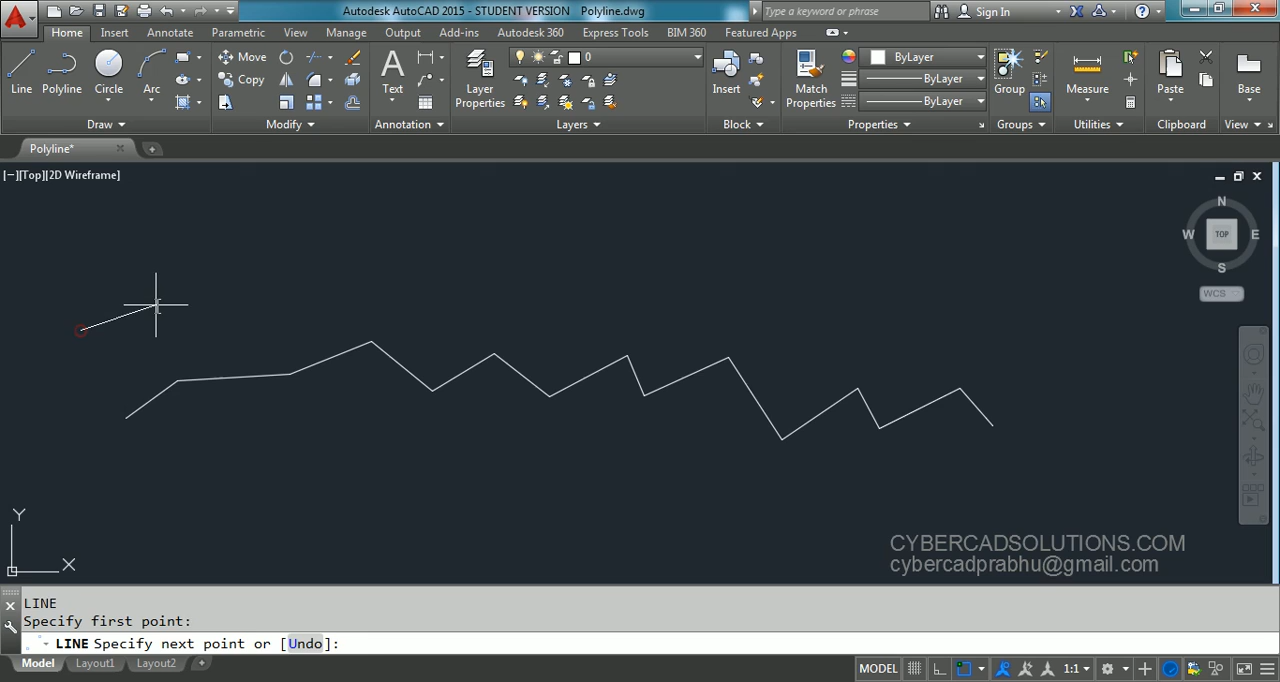 Autodesk AutoCAD 2015 - STUDENT VERSION Polyline.dwg
Type a keyword or phrase
Sign In
Home Insert Annotate Parametric View Manage Output Add-ins Autodesk 360 Express Tools BIM 360 Featured Apps
Line Polyline Circle Arc
Move
Copy
Text
Layer Properties
0
Insert
Match Properties
ByLayer
ByLayer
ByLayer
Group Measure Paste Base
Draw Modify Annotation Layers Block Properties Groups Utilities Clipboard View
Polyline*
[−][Top][2D Wireframe]
N
W TOP E
S
WCS
Y
X
CYBERCADSOLUTIONS.COM
cybercadprabhu@gmail.com
LINE
Specify first point:
LINE Specify next point or [Undo]:
Model Layout1 Layout2 +
MODEL 1:1